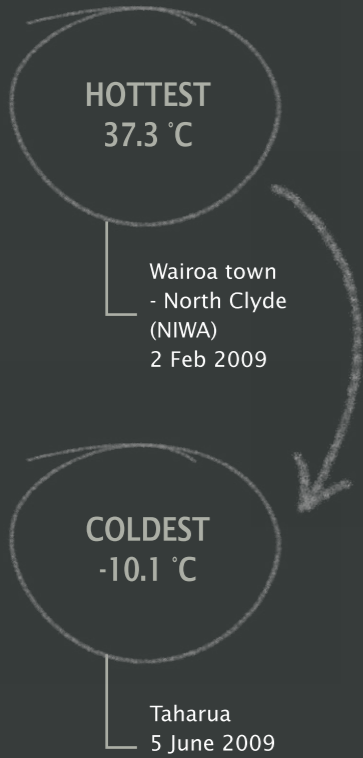 HOTTEST
37.3 °C
Wairoa town
- North Clyde
(NIWA)
2 Feb 2009
COLDEST
-10.1 °C
Taharua
5 June 2009